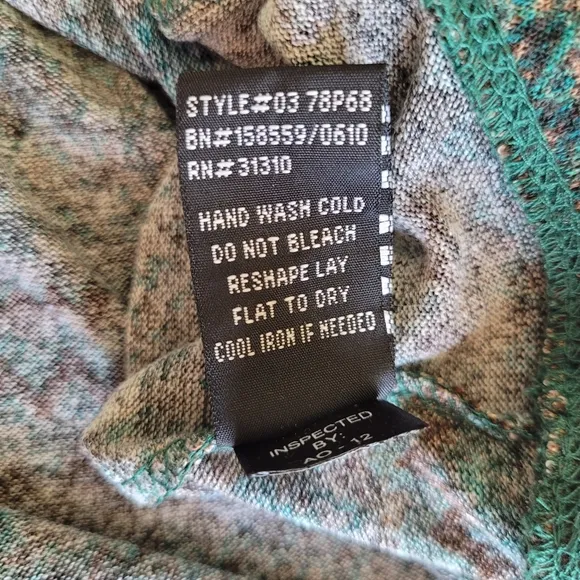 STYLE#03 78P68
BN#158559/0610
RN#31310
HAND WASH COLD
DO NOT BLEACH
RESHAPE LAY
FLAT TO DRY
COOL IRON IF NEEDED
INSPECTED
BY:
AO - 12